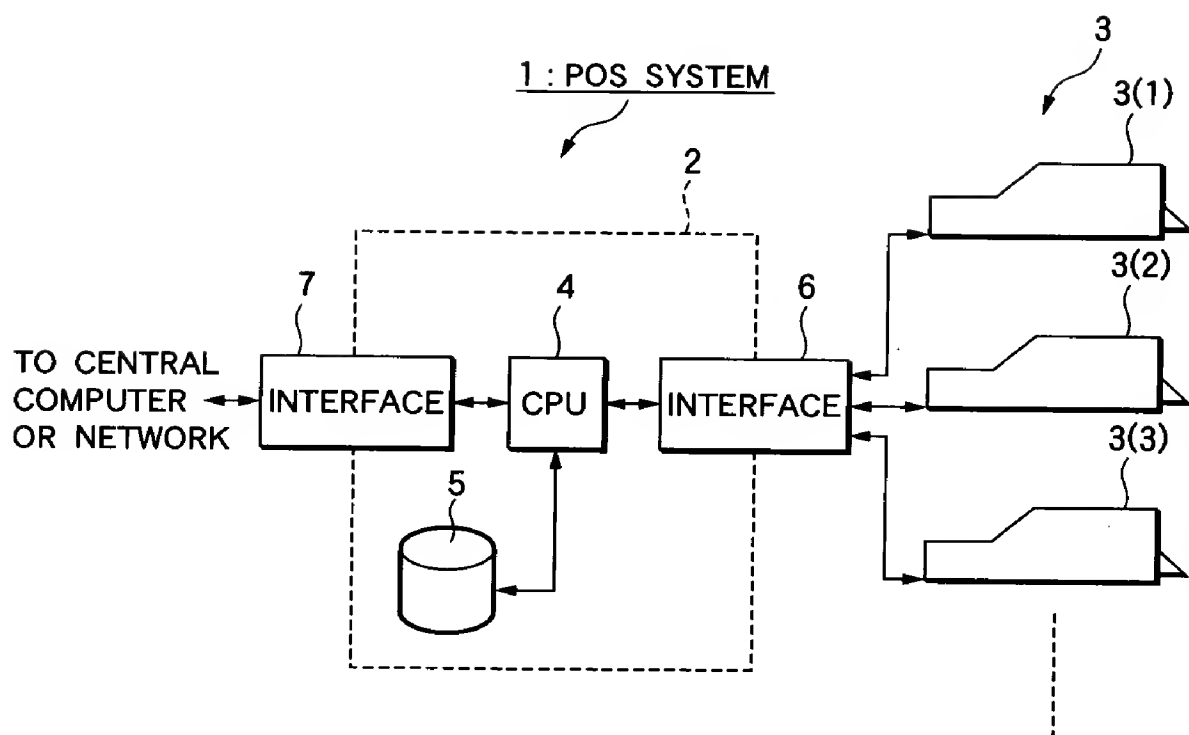 3
1 : POS SYSTEM
3(1)
2
3(2)
7
4
6
TO CENTRAL
COMPUTER
OR NETWORK
INTERFACE
CPU
INTERFACE
3(3)
5